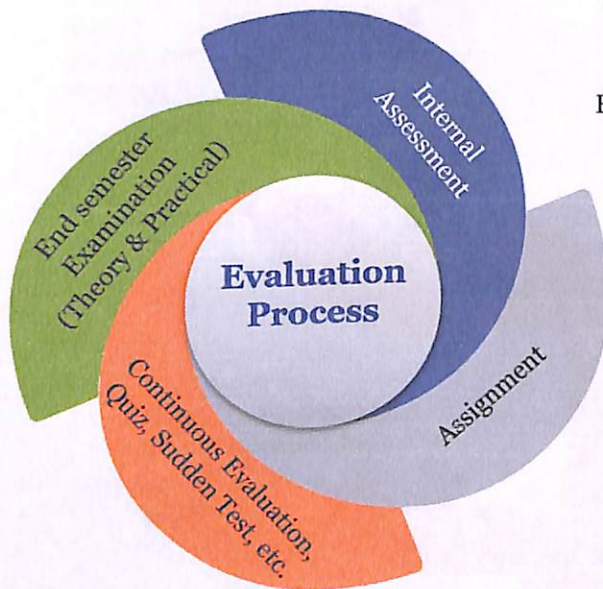 Internal
Assessment
E
End semester
Examination
(Theory & Practical)
Evaluation
Process
Assignment
Continuous Evaluation,
Quiz, Sudden Test, etc.